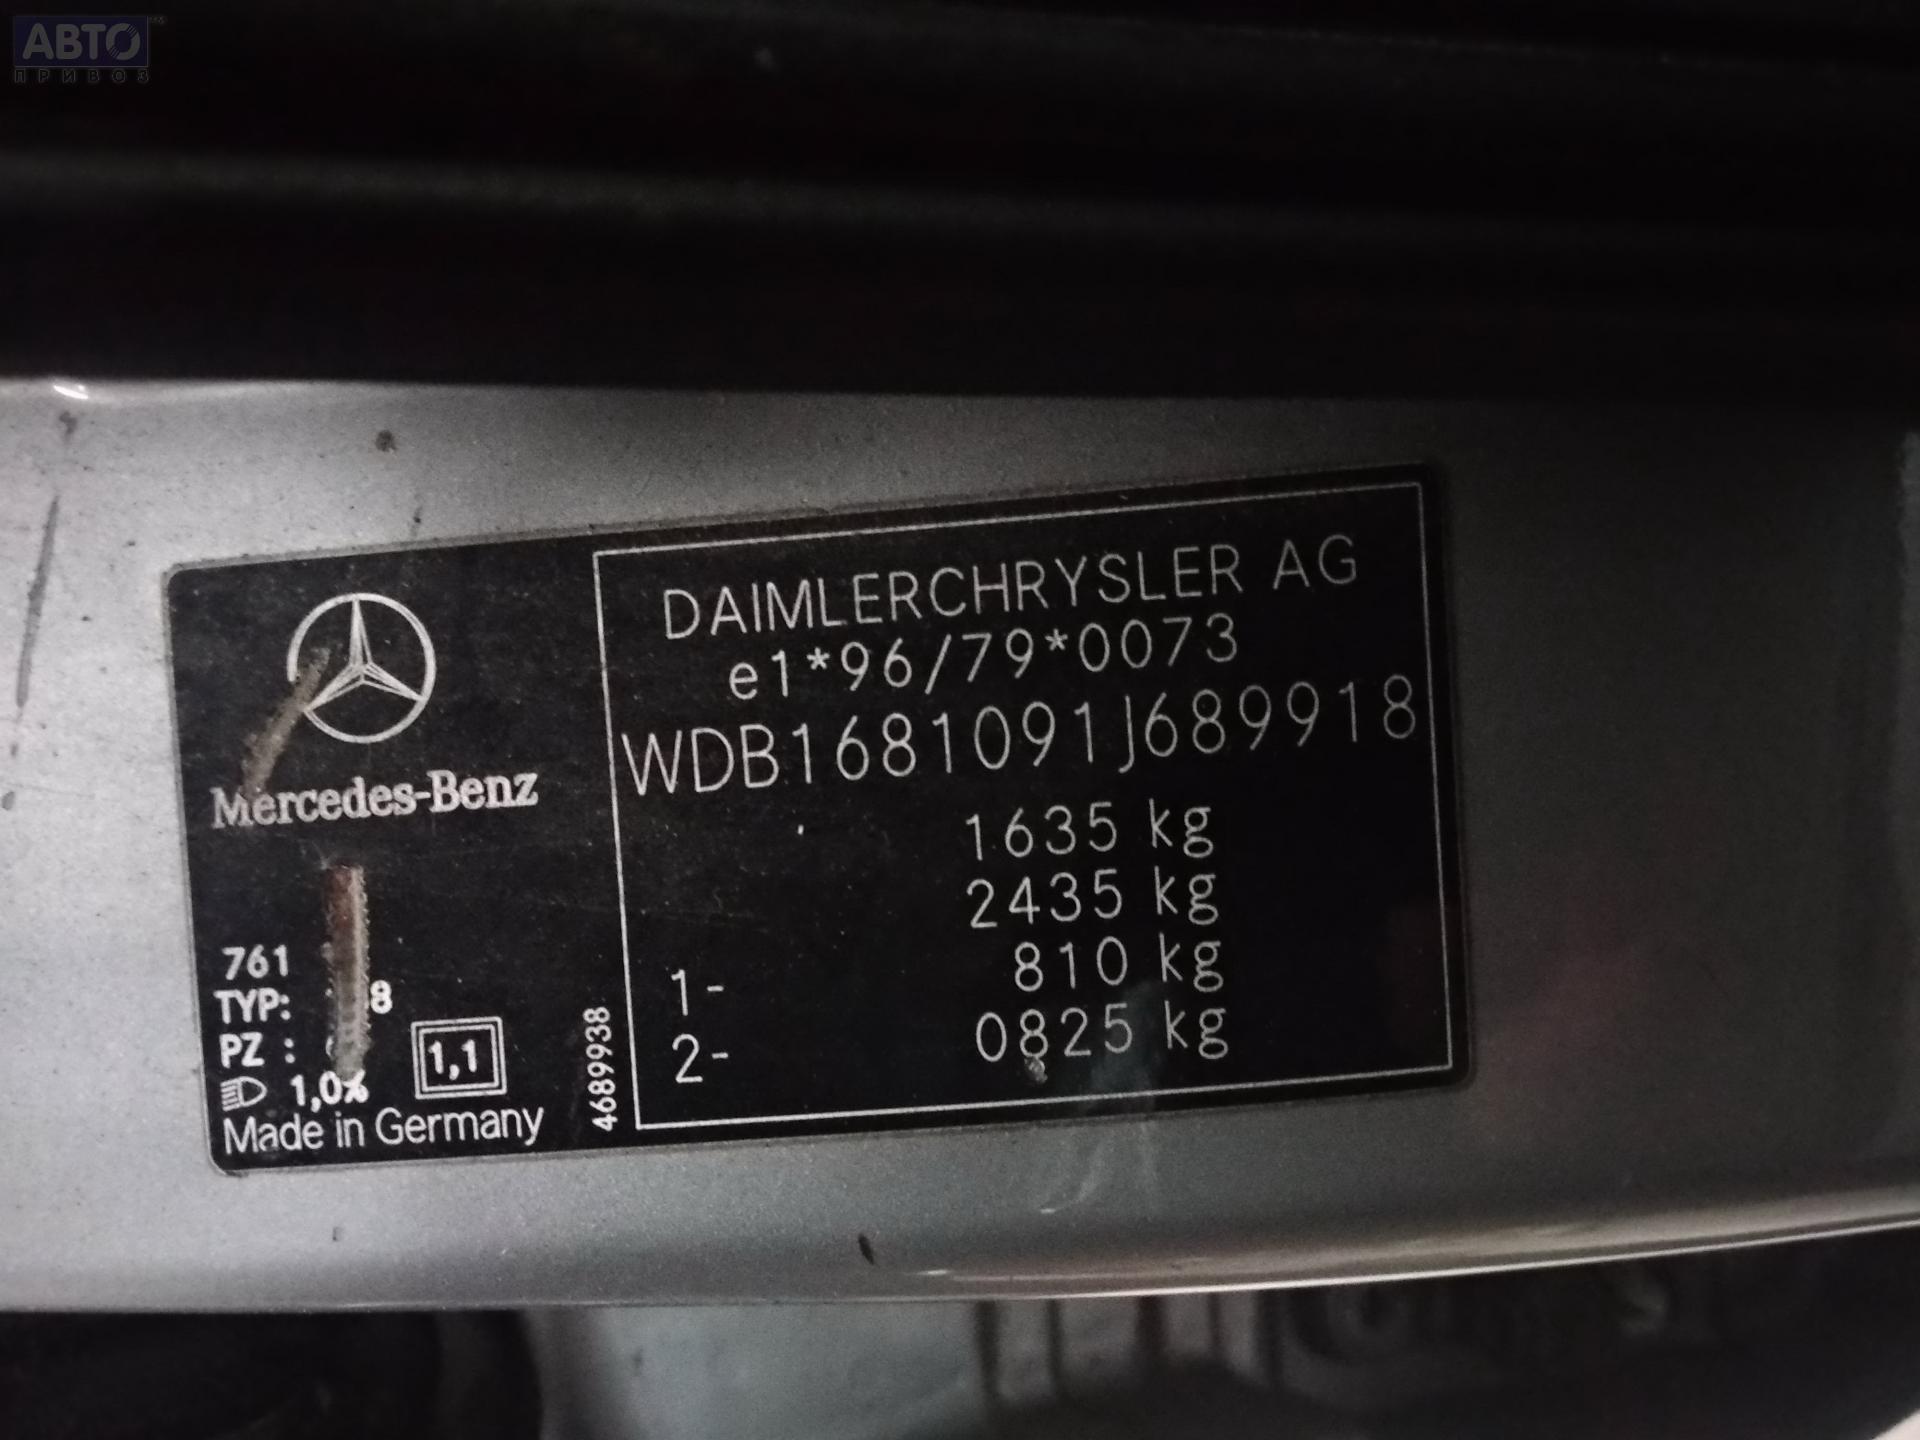 АВТО
ПРИВОЗ
DAIMLERCHRYSLER AG
e1*96/79*0073
WDB1681091J689918
1635 kg
2435 kg
1- 810 kg
2- 0825 kg
Mercedes-Benz
761
TYP:
PZ :
1,0%
1,1
Made in Germany
4689938